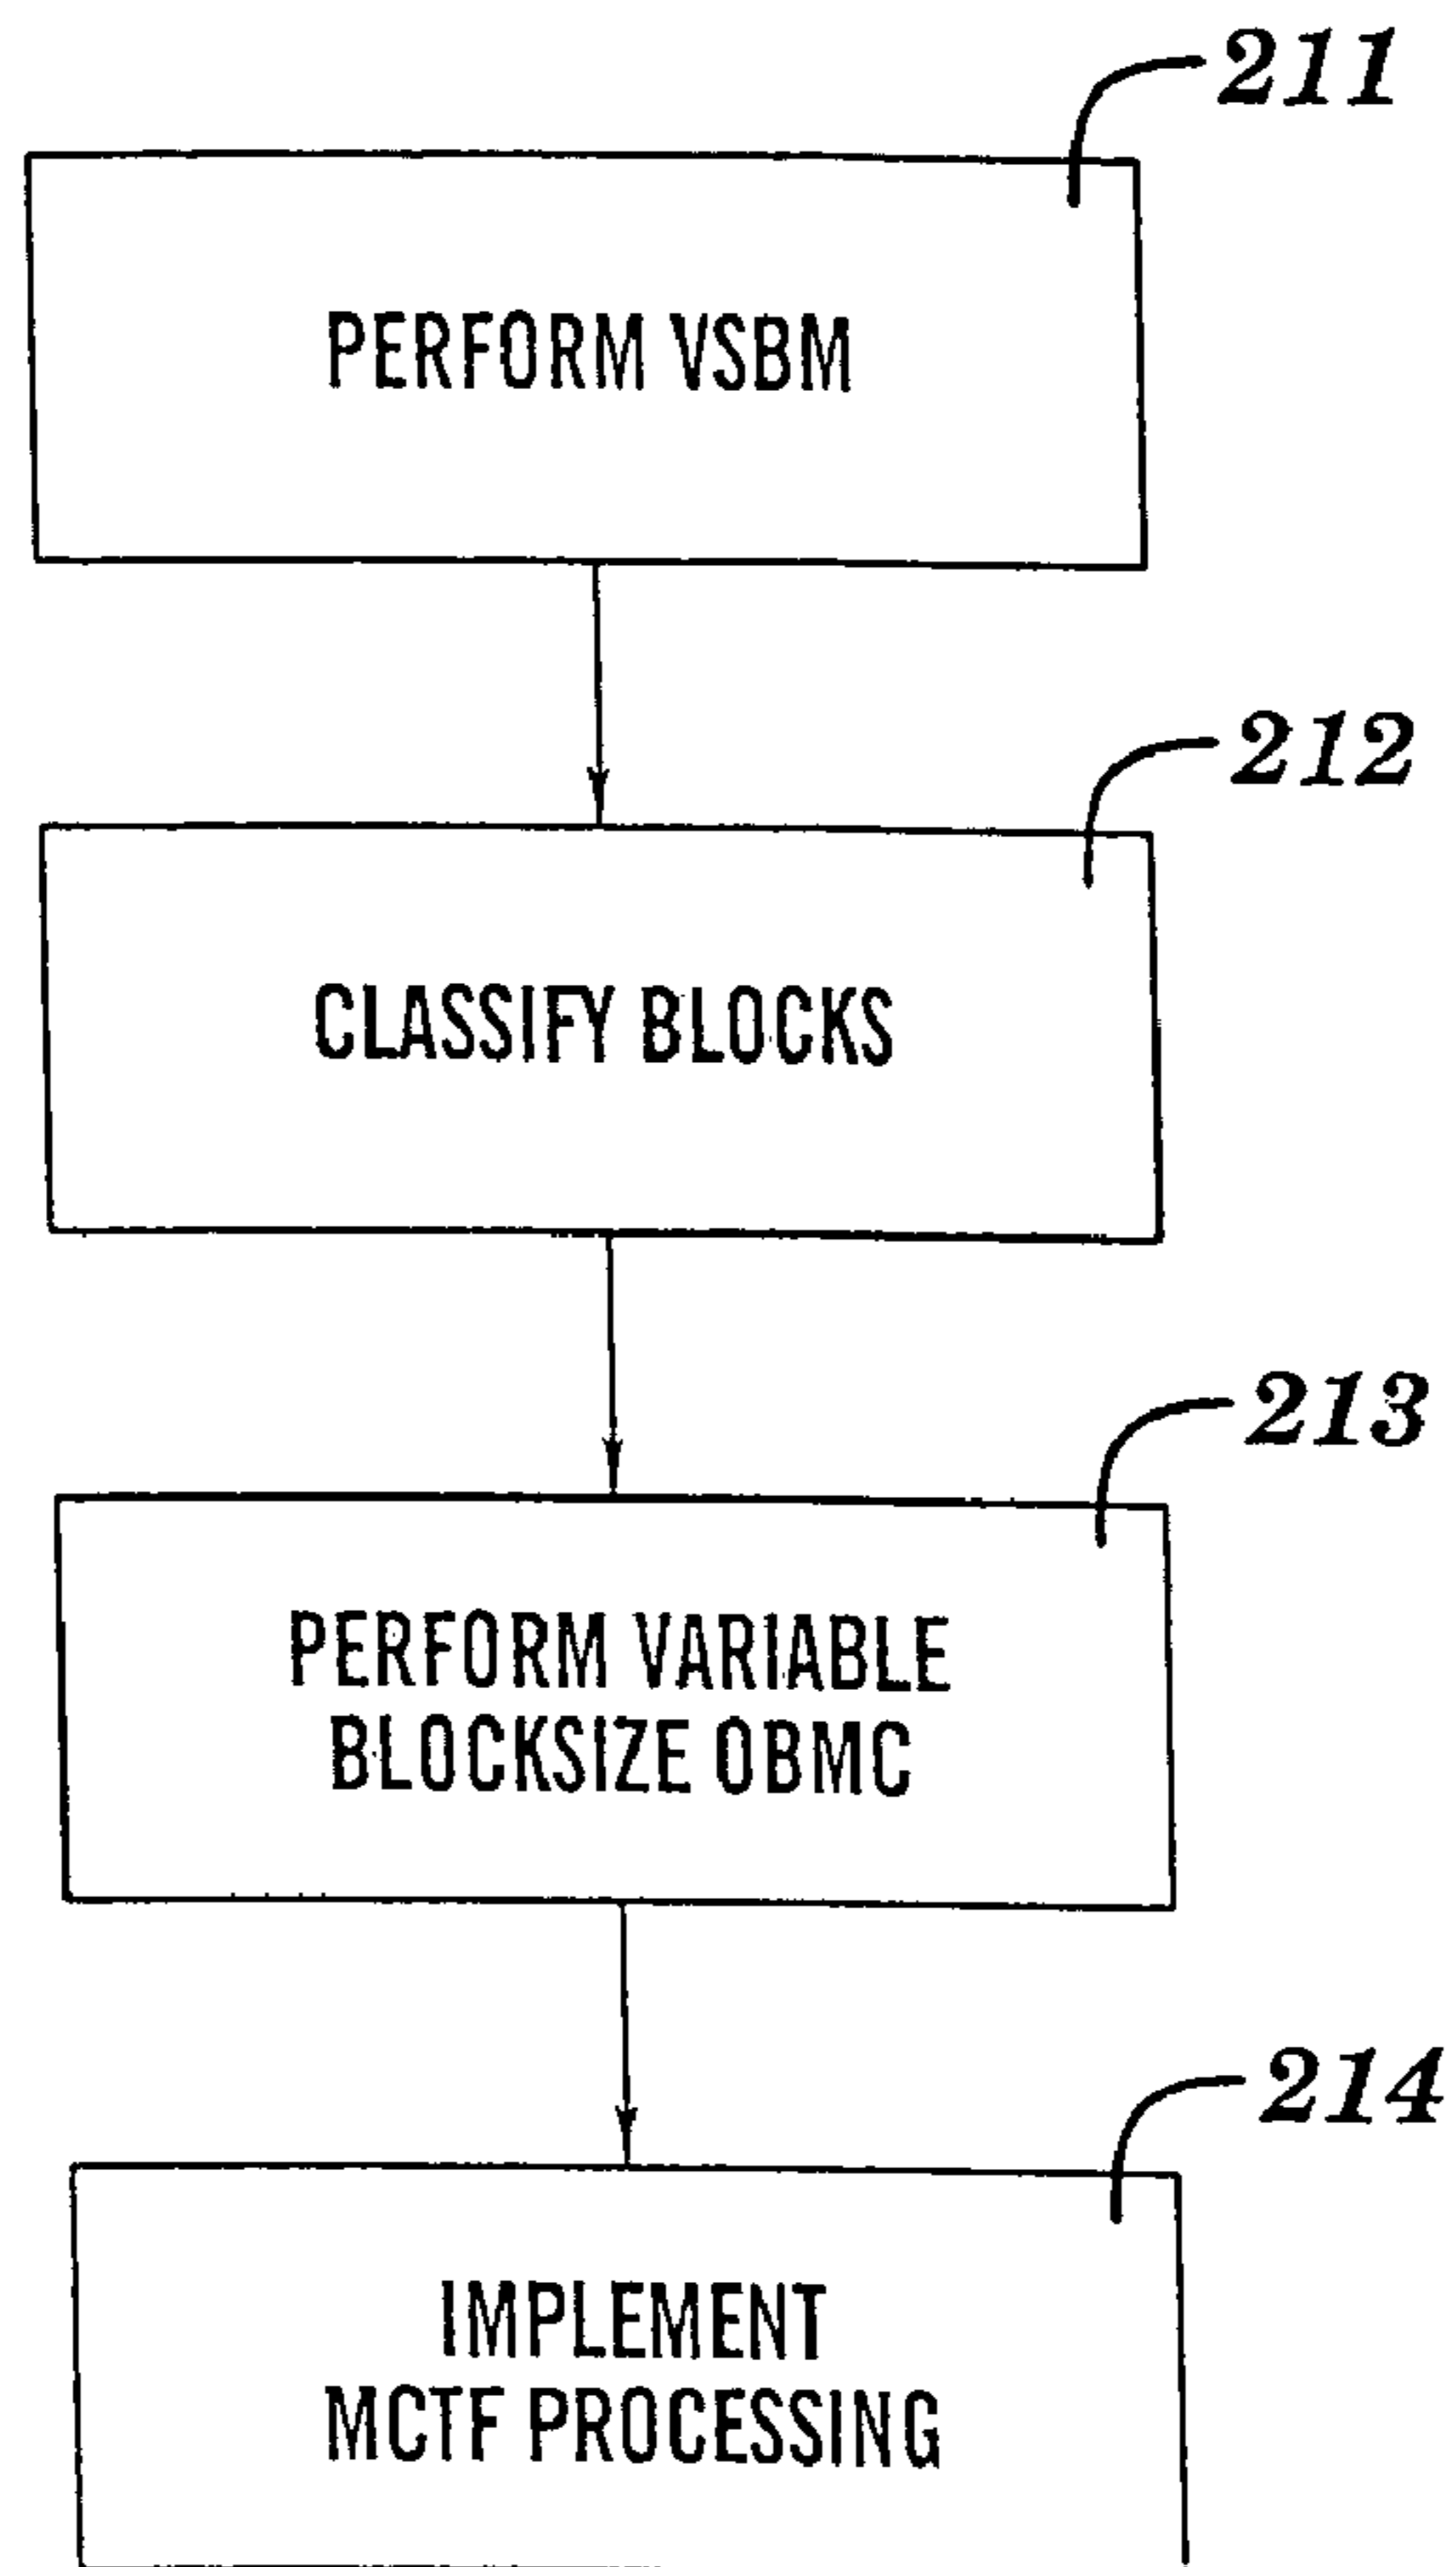 211
PERFORM VSBM
212
CLASSIFY BLOCKS
213
PERFORM VARIABLE
BLOCKSIZE OBMC
214
IMPLEMENT
MCTF PROCESSING